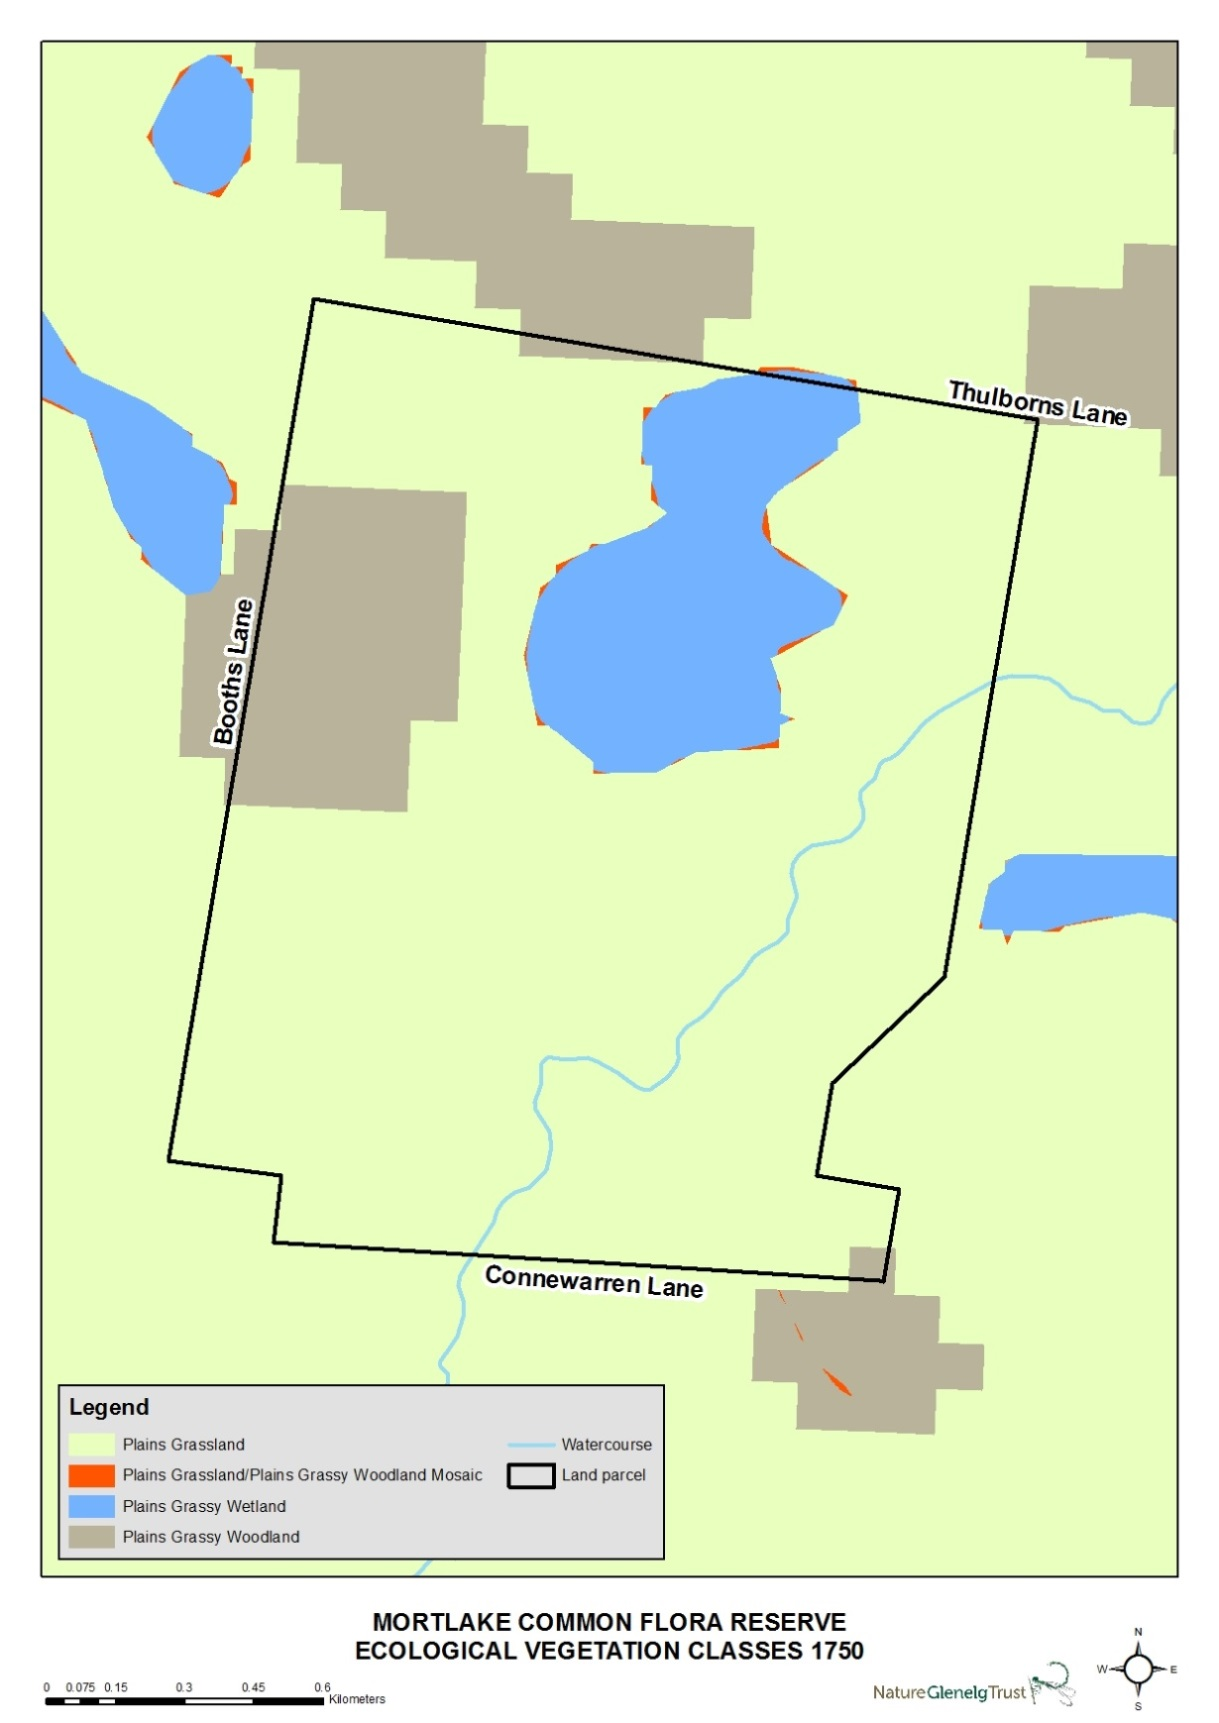 Thulborns Lane
Booths Lane
Connewarren Lane
Legend
Plains Grassland
Plains Grassland/Plains Grassy Woodland Mosaic
Plains Grassy Wetland
Plains Grassy Woodland
Watercourse
Land parcel
MORTLAKE COMMON FLORA RESERVE
ECOLOGICAL VEGETATION CLASSES 1750
0 0.075 0.15 0.3 0.45 0.6
Kilometers
NatureGlenelgTrust
N
W E
S